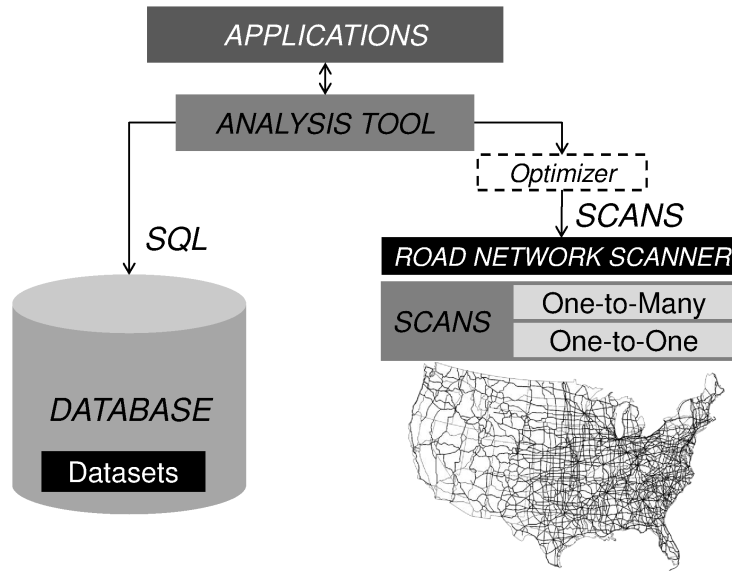 APPLICATIONS
ANALYSIS TOOL
Optimizer
SQL
SCANS
ROAD NETWORK SCANNER
SCANS
One-to-Many
One-to-One
DATABASE
Datasets